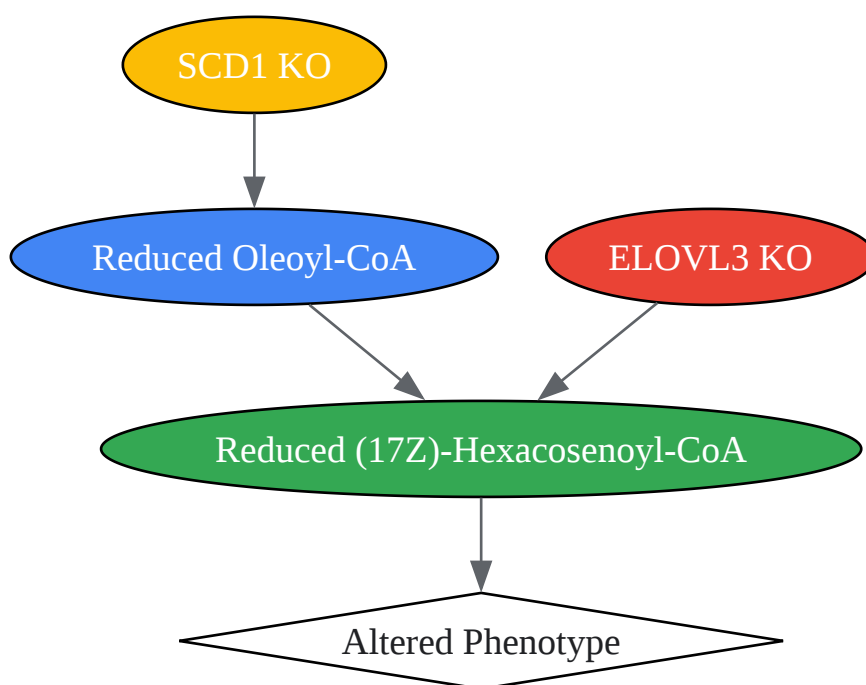 SCD1 KO
Reduced Oleoyl-CoA
ELOVL3 KO
Reduced (17Z)-Hexacosenoyl-CoA
Altered Phenotype